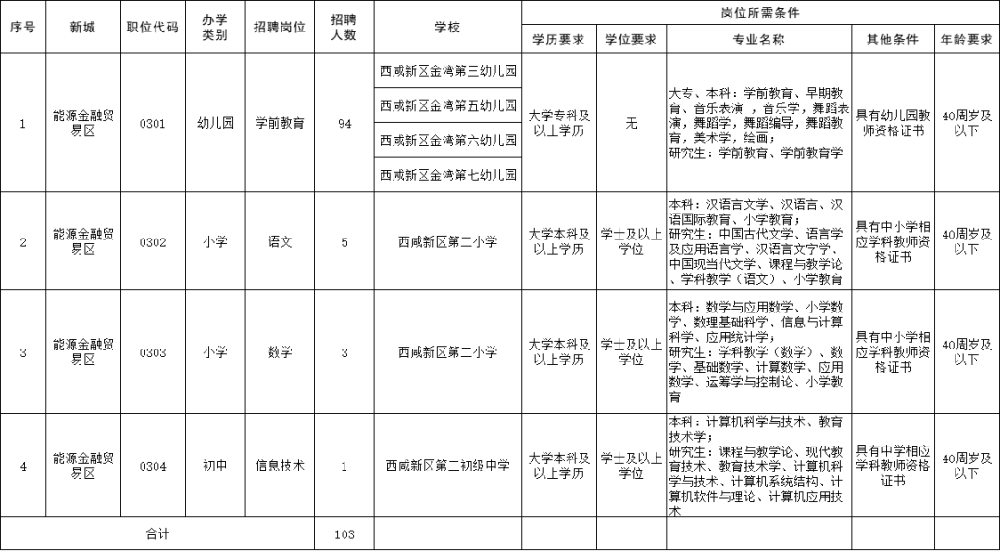 序号
新城
职位代码
办学
类别
招聘岗位
招聘
人数
学校
岗位所需条件
学历要求
学位要求
专业名称
其他条件
年龄要求
1
能源金融贸
易区
0301
幼儿园
学前教育
94
西咸新区金湾第三幼儿园
西咸新区金湾第五幼儿园
西咸新区金湾第六幼儿园
西咸新区金湾第七幼儿园
大学专科及
以上学历
无
大专、本科：学前教育、早期教
育、音乐表演 ，音乐学，舞蹈表
演，舞蹈学，舞蹈编导，舞蹈教
育，美术学，绘画；
研究生：学前教育、学前教育学
具有幼儿园教
师资格证书
40周岁及
以下
2
能源金融贸
易区
0302
小学
语文
5
西咸新区第二小学
大学本科及
以上学历
学士及以上
学位
本科：汉语言文学、汉语言、汉
语国际教育、小学教育；
研究生：中国古代文学、语言学
及应用语言学、汉语言文字学、
中国现当代文学、课程与教学论
、学科教学（语文）、小学教育
具有中小学相
应学科教师资
格证书
40周岁及
以下
3
能源金融贸
易区
0303
小学
数学
3
西咸新区第二小学
大学本科及
以上学历
学士及以上
学位
本科：数学与应用数学、小学数
学、数理基础科学、信息与计算
科学、应用统计学；
研究生：学科教学（数学）、数
学、基础数学、计算数学、应用
数学、运筹学与控制论、小学教
育
具有中小学相
应学科教师资
格证书
40周岁及
以下
4
能源金融贸
易区
0304
初中
信息技术
1
西咸新区第二初级中学
大学本科及
以上学历
学士及以上
学位
本科：计算机科学与技术、教育
技术学；
研究生：课程与教学论、现代教
育技术、教育技术学、计算机科
学与技术、计算机系统结构、计
算机软件与理论、计算机应用技
术
具有中学相应
学科教师资格
证书
40周岁及
以下
合计
103